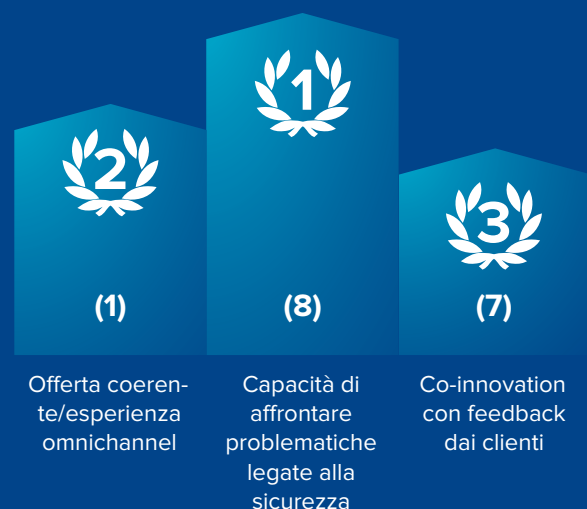 2
(1)
Offerta coeren-
te/esperienza
omnichannel
1
(8)
Capacità di
affrontare
problematiche
legate alla
sicurezza
3
(7)
Co-innovation
con feedback
dai clienti